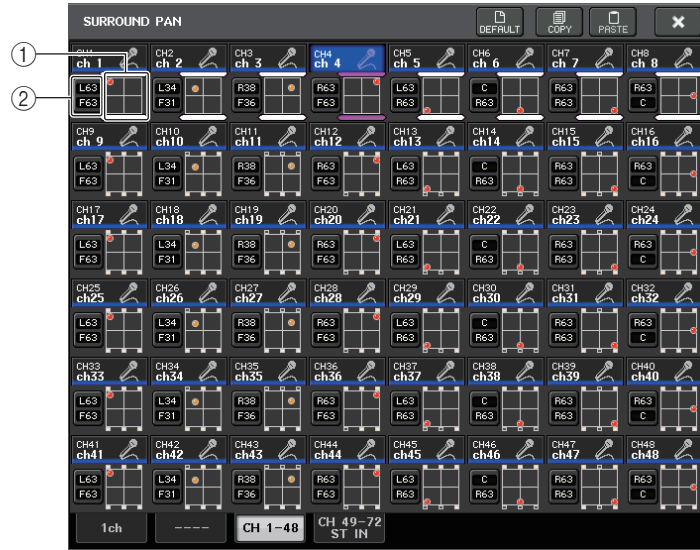 SURROUND PAN DEFAULT COPY PASTE
① ②
CH1 CH2 CH3 CH4 CH5 CH6 CH7 CH8
ch 1 ch 2 ch 3 ch 4 ch 5 ch 6 ch 7 ch 8
L63 L34 R38 R63 L63 C R63 R63
F63 F31 F36 F63 R63 R63 R63 C
CH9 CH10 CH11 CH12 CH13 CH14 CH15 CH16
ch 9 ch10 ch11 ch12 ch13 ch14 ch15 ch16
L63 L34 R38 R63 L63 C R63 R63
F63 F31 F36 F63 R63 R63 R63 C
CH17 CH18 CH19 CH20 CH21 CH22 CH23 CH24
ch17 ch18 ch19 ch20 ch21 ch22 ch23 ch24
L63 L34 R38 R63 L63 C R63 R63
F63 F31 F36 F63 R63 R63 R63 C
CH25 CH26 CH27 CH28 CH29 CH30 CH31 CH32
ch25 ch26 ch27 ch28 ch29 ch30 ch31 ch32
L63 L34 R38 R63 L63 C R63 R63
F63 F31 F36 F63 R63 R63 R63 C
CH33 CH34 CH35 CH36 CH37 CH38 CH39 CH40
ch33 ch34 ch35 ch36 ch37 ch38 ch39 ch40
L63 L34 R38 R63 L63 C R63 R63
F63 F31 F36 F63 R63 R63 R63 C
CH41 CH42 CH43 CH44 CH45 CH46 CH47 CH48
ch41 ch42 ch43 ch44 ch45 ch46 ch47 ch48
L63 L34 R38 R63 L63 C R63 R63
F63 F31 F36 F63 R63 R63 R63 C
1ch ---- CH 1-48 CH 49-72
ST IN